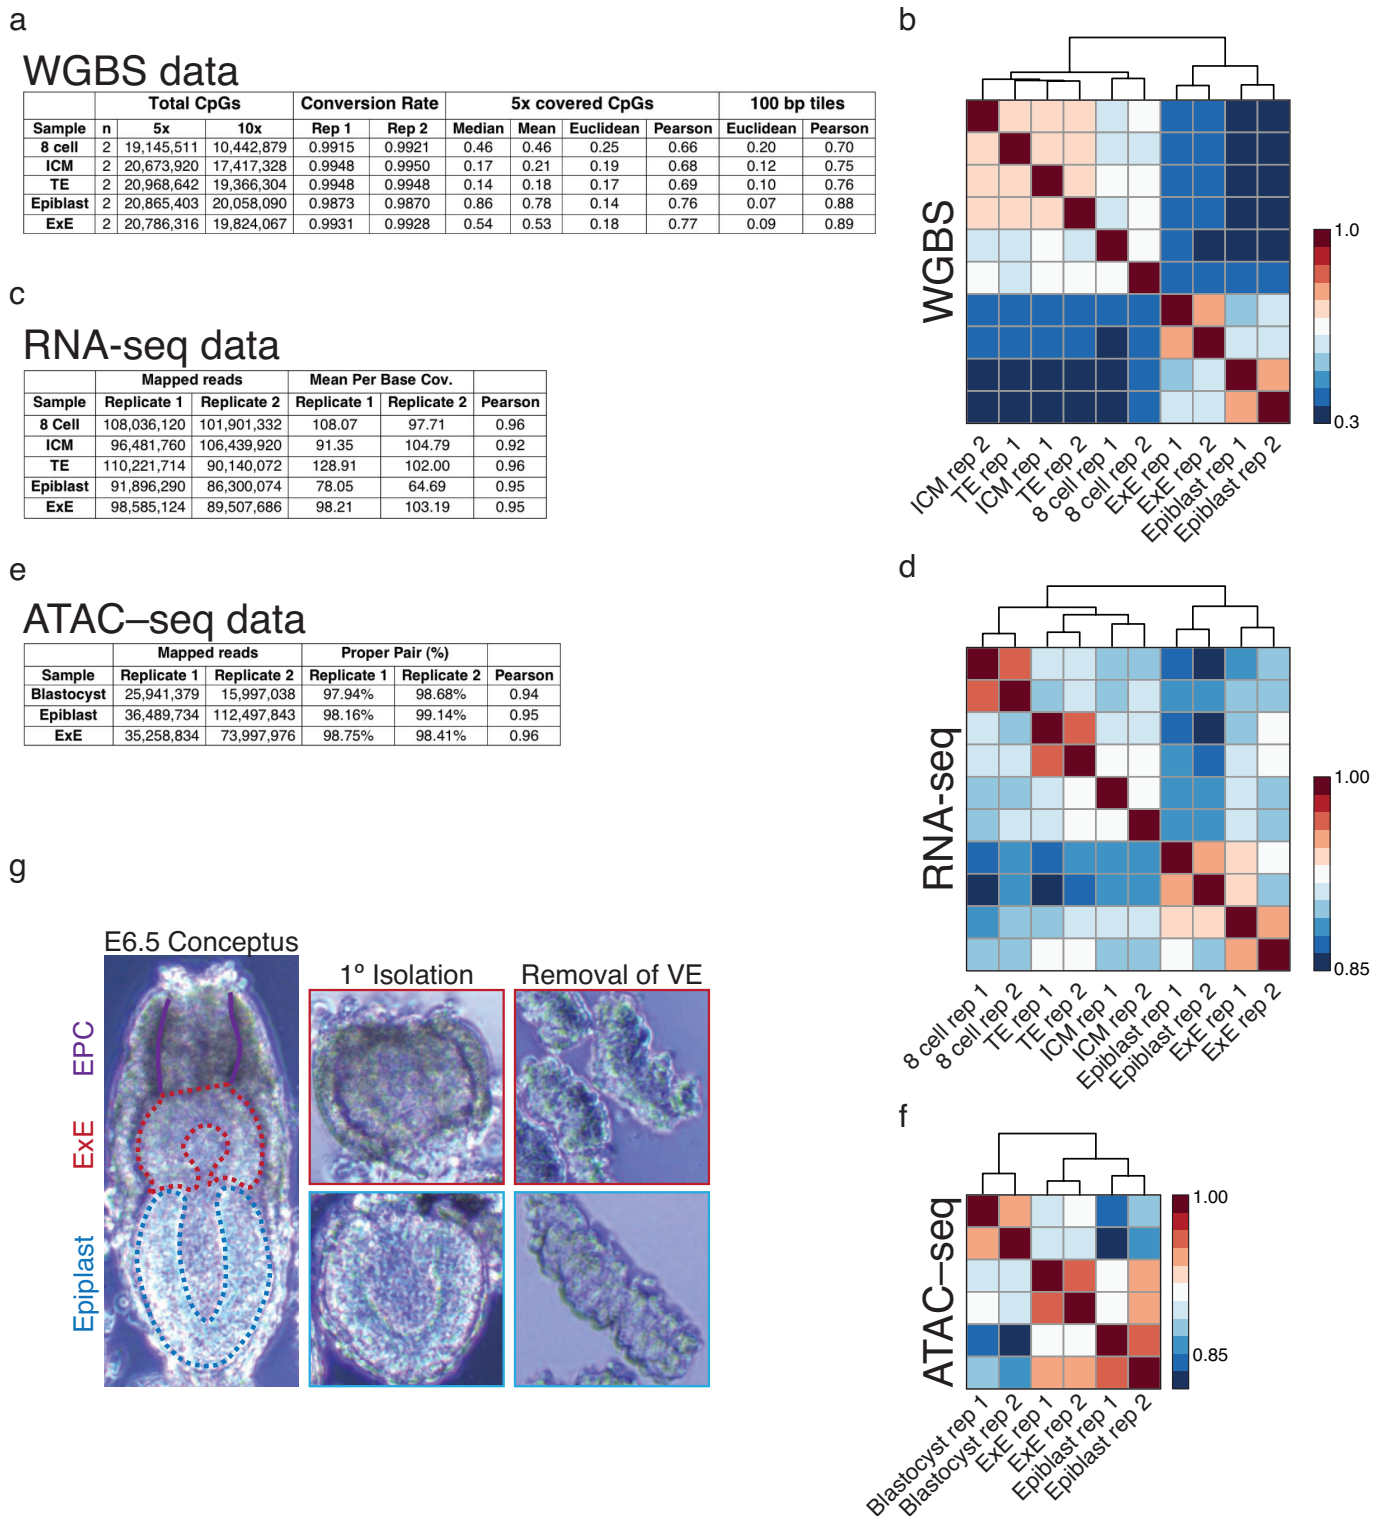 a
WGBS data
Total CpGs Conversion Rate 5x covered CpGs 100 bp tiles
Sample n 5x 10x Rep 1 Rep 2 Median Mean Euclidean Pearson Euclidean Pearson
8 cell 2 19,145,511 10,442,879 0.9915 0.9921 0.46 0.46 0.25 0.66 0.20 0.70
ICM 2 20,673,920 17,417,328 0.9948 0.9950 0.17 0.21 0.19 0.68 0.12 0.75
TE 2 20,968,642 19,366,304 0.9948 0.9948 0.14 0.18 0.17 0.69 0.10 0.76
Epiblast 2 20,865,403 20,058,090 0.9873 0.9870 0.86 0.78 0.14 0.76 0.07 0.88
ExE 2 20,786,316 19,824,067 0.9931 0.9928 0.54 0.53 0.18 0.77 0.09 0.89
b
WGBS
1.0
0.3
ICM rep 2
TE rep 1
ICM rep 1
TE rep 2
8 cell rep 1
8 cell rep 2
ExE rep 1
ExE rep 2
Epiblast rep 1
Epiblast rep 2
c
RNA-seq data
Mapped reads Mean Per Base Cov.
Sample Replicate 1 Replicate 2 Replicate 1 Replicate 2 Pearson
8 Cell 108,036,120 101,901,332 108.07 97.71 0.96
ICM 96,481,760 106,439,920 91.35 104.79 0.92
TE 110,221,714 90,140,072 128.91 102.00 0.96
Epiblast 91,896,290 86,300,074 78.05 64.69 0.95
ExE 98,585,124 89,507,686 98.21 103.19 0.95
d
RNA-seq
1.00
0.85
8 cell rep 1
8 cell rep 2
TE rep 1
TE rep 2
ICM rep 1
ICM rep 2
Epiblast rep 1
Epiblast rep 2
ExE rep 1
ExE rep 2
e
ATAC–seq data
Mapped reads Proper Pair (%)
Sample Replicate 1 Replicate 2 Replicate 1 Replicate 2 Pearson
Blastocyst 25,941,379 15,997,038 97.94% 98.68% 0.94
Epiblast 36,489,734 112,497,843 98.16% 99.14% 0.95
ExE 35,258,834 73,997,976 98.75% 98.41% 0.96
f
ATAC–seq
1.00
0.85
Blastocyst rep 1
Blastocyst rep 2
ExE rep 1
ExE rep 2
Epiblast rep 1
Epiblast rep 2
g
E6.5 Conceptus
1º Isolation
Removal of VE
EPC
ExE
Epiplast